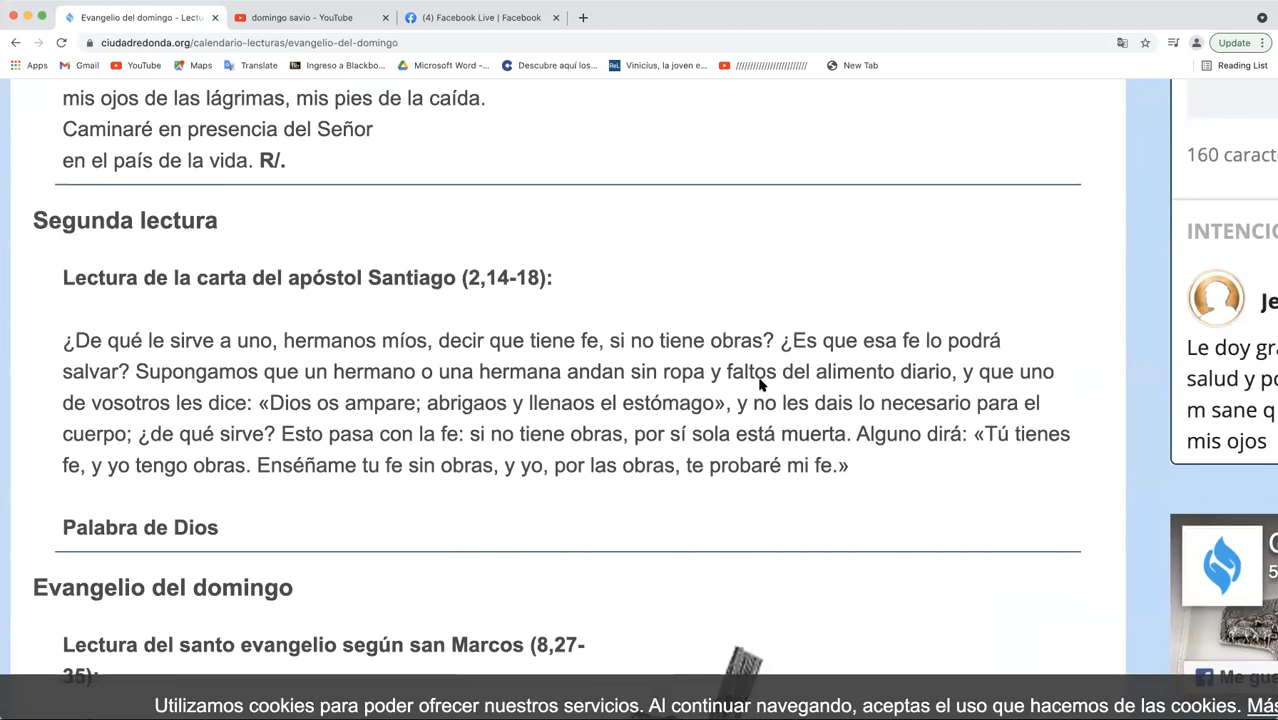 Evangelio del domingo - Lectu
domingo savio - YouTube
(4) Facebook Live | Facebook
ciudadredonda.org/calendario-lecturas/evangelio-del-domingo
Update
Apps
Gmail
YouTube
Maps
Translate
Ingreso a Blackbo...
Microsoft Word -...
Descubre aquí los...
Vinicius, la joven e...
////////////////////////
New Tab
Reading List
mis ojos de las lágrimas, mis pies de la caída.
Caminaré en presencia del Señor
en el país de la vida. R/.
Segunda lectura
Lectura de la carta del apóstol Santiago (2,14-18):
¿De qué le sirve a uno, hermanos míos, decir que tiene fe, si no tiene obras? ¿Es que esa fe lo podrá
salvar? Supongamos que un hermano o una hermana andan sin ropa y faltos del alimento diario, y que uno
de vosotros les dice: «Dios os ampare; abrigaos y llenaos el estómago», y no les dais lo necesario para el
cuerpo; ¿de qué sirve? Esto pasa con la fe: si no tiene obras, por sí sola está muerta. Alguno dirá: «Tú tienes
fe, y yo tengo obras. Enséñame tu fe sin obras, y yo, por las obras, te probaré mi fe.»
Palabra de Dios
Evangelio del domingo
Lectura del santo evangelio según san Marcos (8,27-
35):
160 caract
INTENCIO
Je
Le doy gra
salud y po
m sane q
mis ojos
Me gus
Utilizamos cookies para poder ofrecer nuestros servicios. Al continuar navegando, aceptas el uso que hacemos de las cookies. Más